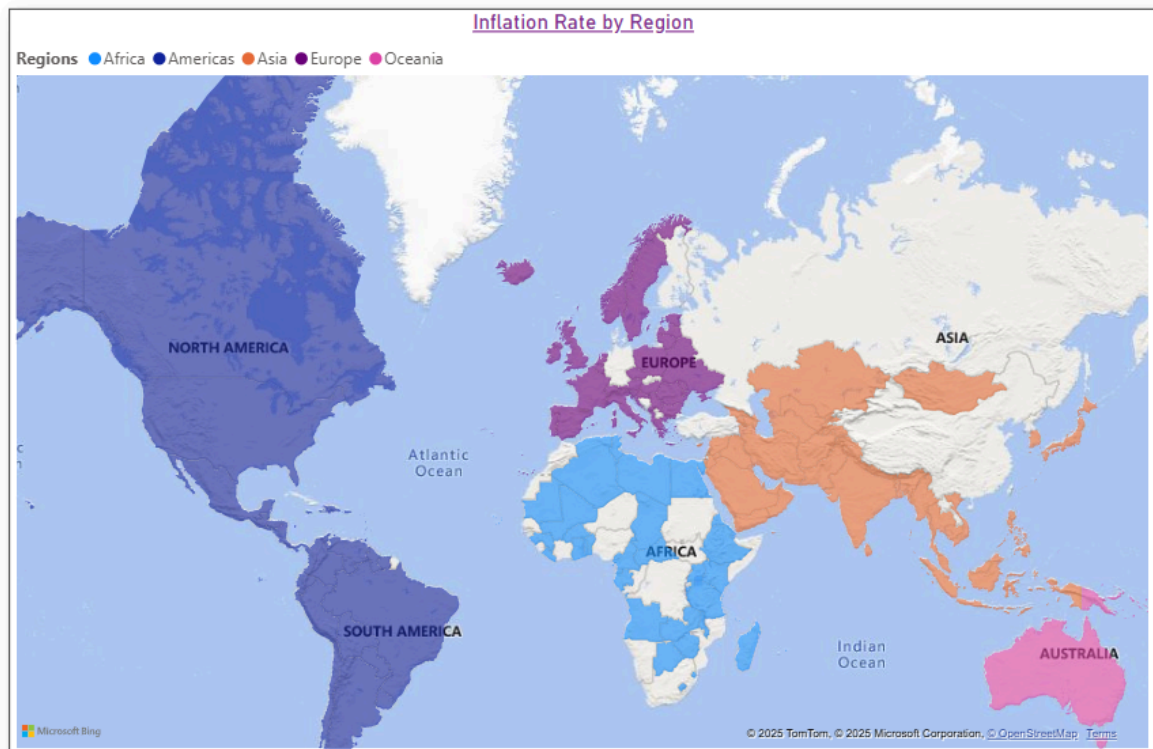 Inflation Rate by Region
Regions Africa Americas Asia Europe Oceania
NORTH AMERICA
ASIA
EUROPE
Atlantic
Ocean
AFRICA
SOUTH AMERICA
Indian
Ocean
AUSTRALIA
Microsoft Bing
© 2025 TomTom, © 2025 Microsoft Corporation, © OpenStreetMap Terms